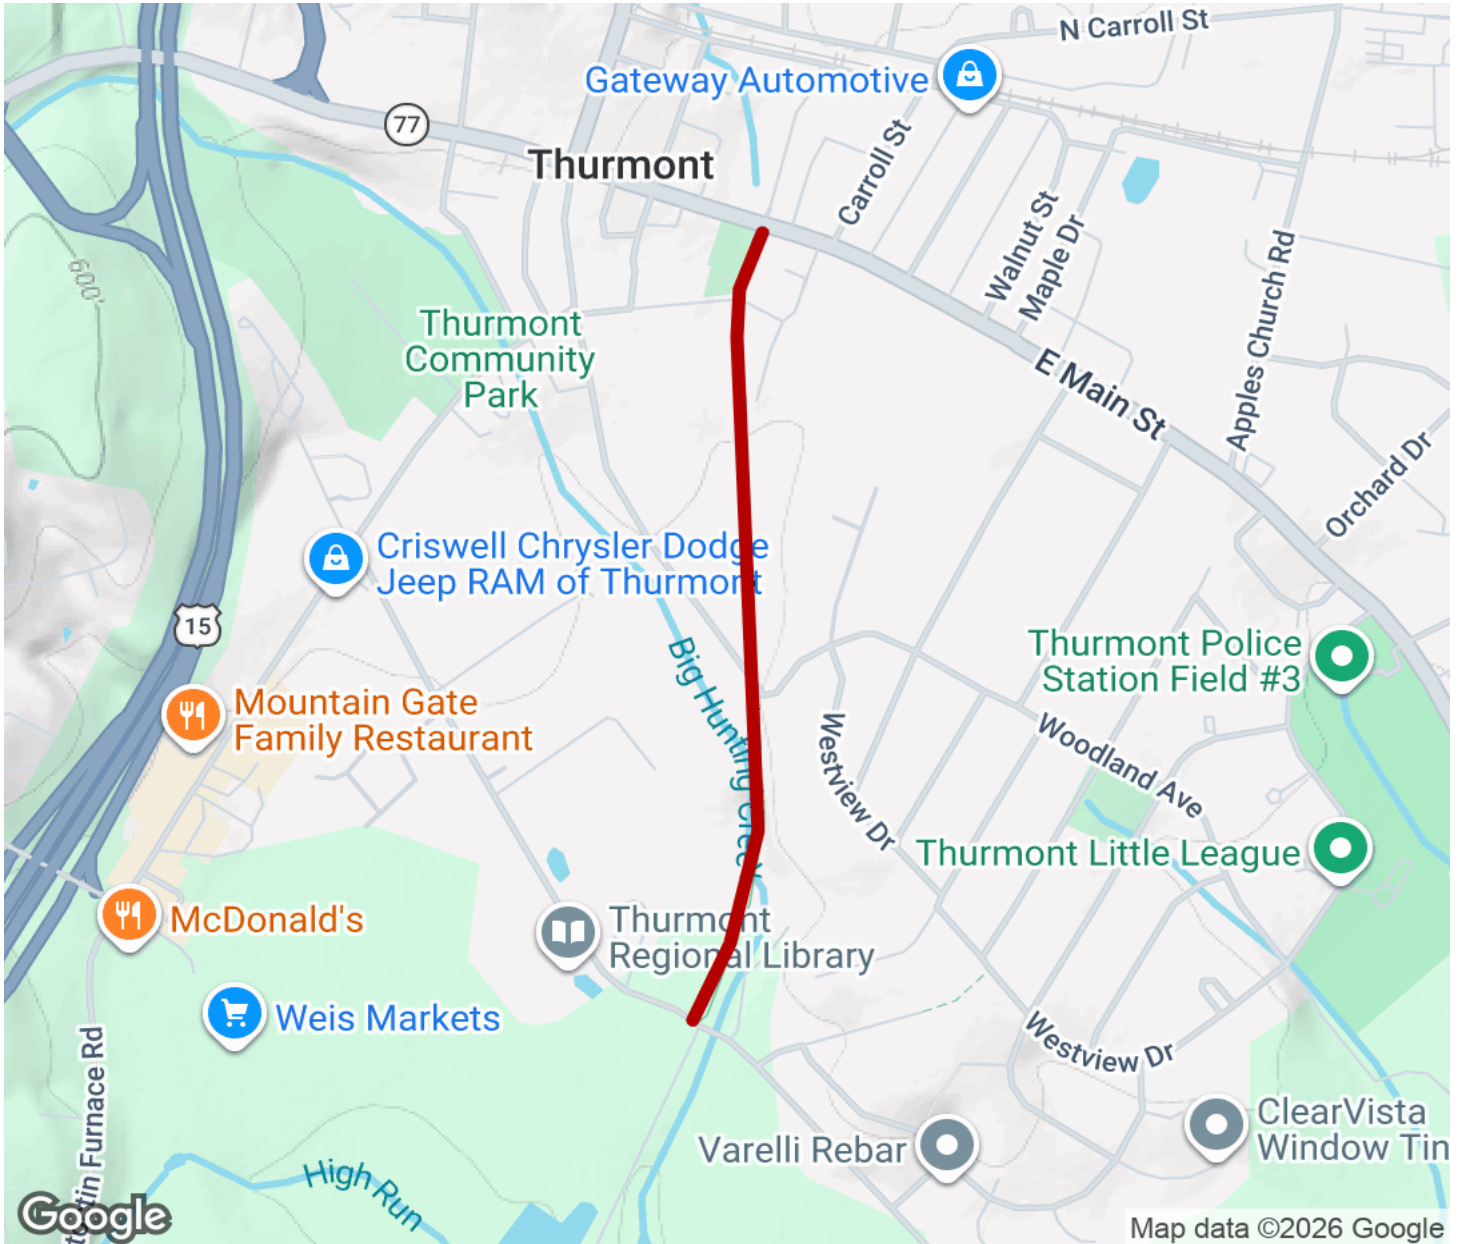 N Carroll St
Gateway Automotive
77
Carroll St
Thurmont
Walnut St
Maple Dr
Apples Church Rd
600'
Thurmont
Community
Park
E Main St
Orchard Dr
Criswell Chrysler Dodge
Jeep RAM of Thurmont
15
Big Hunting Creek
Thurmont Police
Station Field #3
Mountain Gate
Family Restaurant
Westview Dr
Woodland Ave
Thurmont Little League
McDonald's
Thurmont
Regional Library
Weis Markets
Westview Dr
Furnace Rd
ClearVista
Window Tin
Varelli Rebar
High Run
Google
Map data ©2026 Google